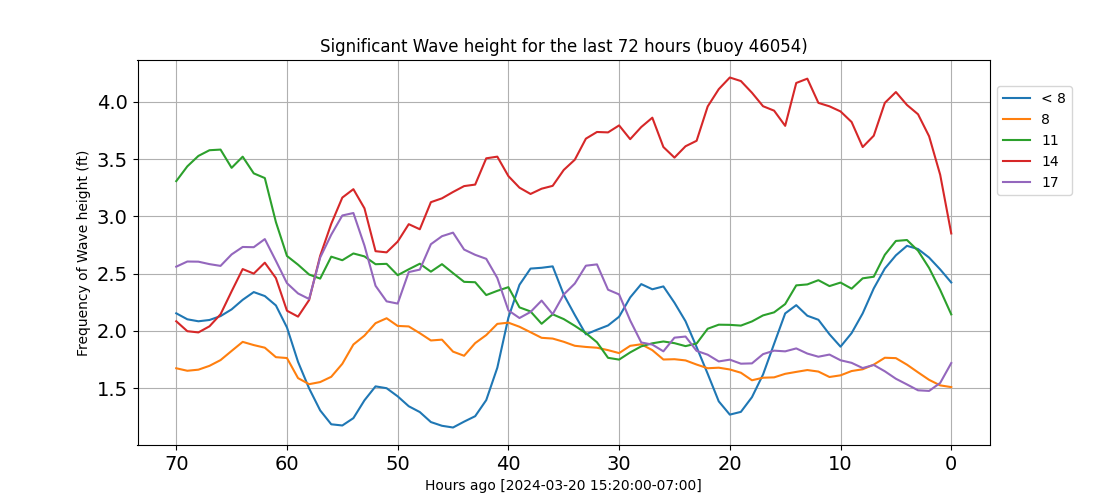 Significant Wave height for the last 72 hours (buoy 46054)
Frequency of Wave height (ft)
4.0
3.5
3.0
2.5
2.0
1.5
70 60 50 40 30 20 10 0
Hours ago [2024-03-20 15:20:00-07:00]
< 8
8
11
14
17